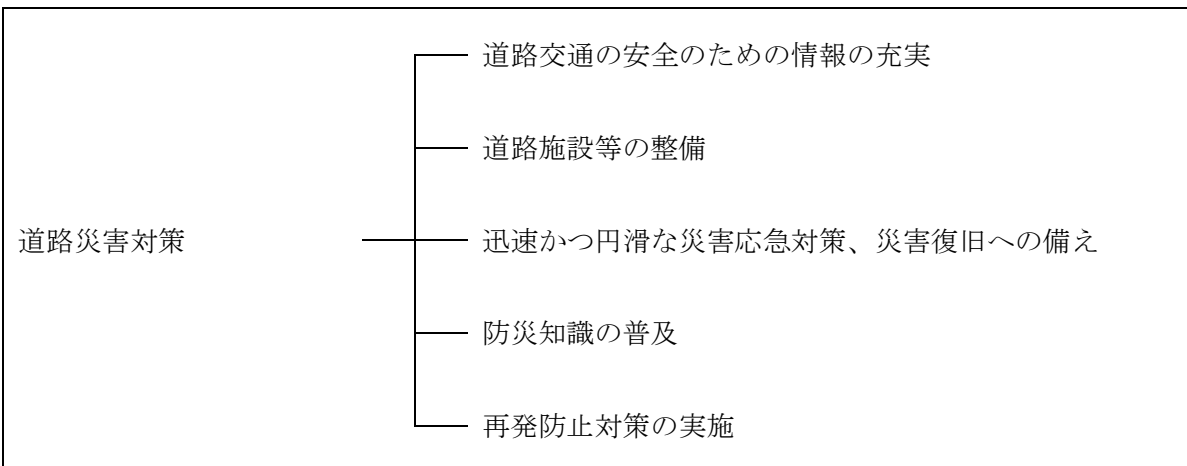 道路交通の安全のための情報の充実
道路施設等の整備
道路災害対策
迅速かつ円滑な災害応急対策、災害復旧への備え
防災知識の普及
再発防止対策の実施